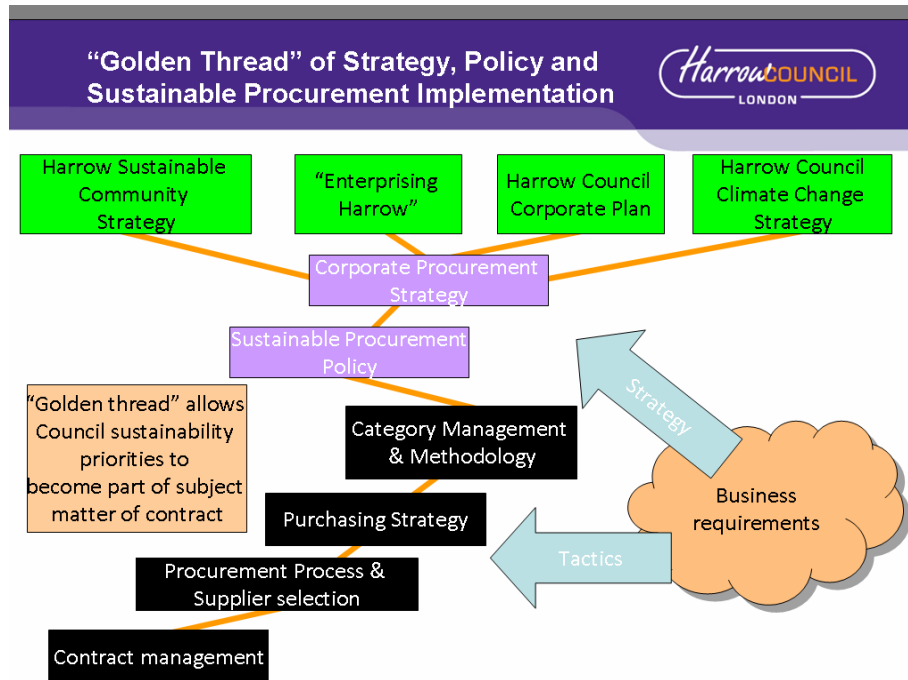 “Golden Thread” of Strategy, Policy and
Sustainable Procurement Implementation
HarrowCOUNCIL
LONDON
Harrow Sustainable
Community
Strategy
“Enterprising
Harrow”
Harrow Council
Corporate Plan
Harrow Council
Climate Change
Strategy
Corporate Procurement
Strategy
Sustainable Procurement
Policy
Strategy
“Golden thread” allows
Council sustainability
priorities to
become part of subject
matter of contract
Category Management
& Methodology
Business
requirements
Purchasing Strategy
Tactics
Procurement Process &
Supplier selection
Contract management